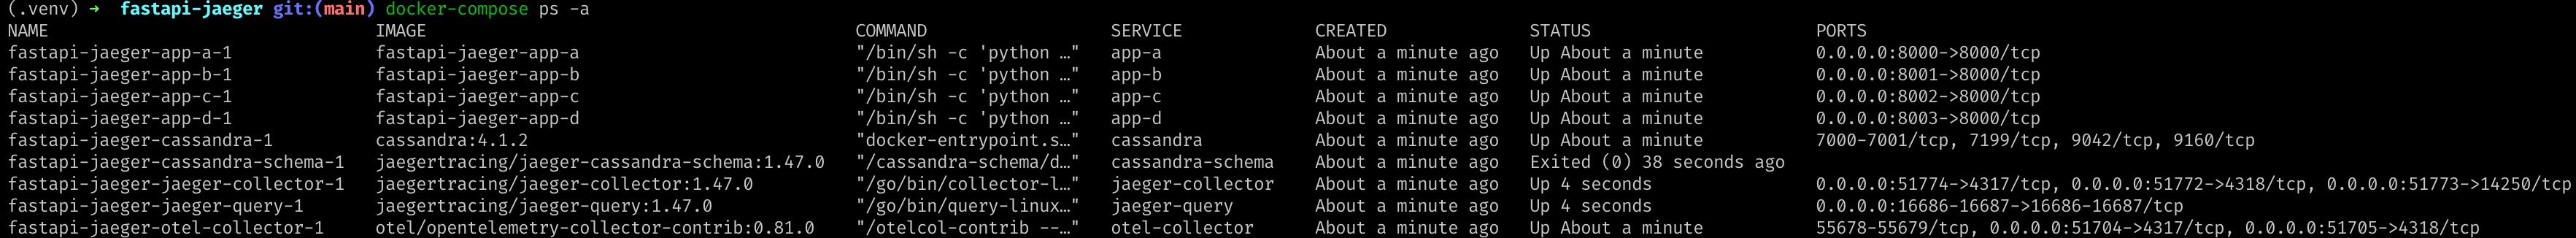 (.venv) → fastapi-jaeger git:(main) docker-compose ps -a
NAME IMAGE COMMAND SERVICE CREATED STATUS PORTS
fastapi-jaeger-app-a-1 fastapi-jaeger-app-a "/bin/sh -c 'python …" app-a About a minute ago Up About a minute 0.0.0.0:8000->8000/tcp
fastapi-jaeger-app-b-1 fastapi-jaeger-app-b "/bin/sh -c 'python …" app-b About a minute ago Up About a minute 0.0.0.0:8001->8000/tcp
fastapi-jaeger-app-c-1 fastapi-jaeger-app-c "/bin/sh -c 'python …" app-c About a minute ago Up About a minute 0.0.0.0:8002->8000/tcp
fastapi-jaeger-app-d-1 fastapi-jaeger-app-d "/bin/sh -c 'python …" app-d About a minute ago Up About a minute 0.0.0.0:8003->8000/tcp
fastapi-jaeger-cassandra-1 cassandra:4.1.2 "docker-entrypoint.s…" cassandra About a minute ago Up About a minute 7000-7001/tcp, 7199/tcp, 9042/tcp, 9160/tcp
fastapi-jaeger-cassandra-schema-1 jaegertracing/jaeger-cassandra-schema:1.47.0 "/cassandra-schema/d…" cassandra-schema About a minute ago Exited (0) 38 seconds ago
fastapi-jaeger-jaeger-collector-1 jaegertracing/jaeger-collector:1.47.0 "/go/bin/collector-l…" jaeger-collector About a minute ago Up 4 seconds 0.0.0.0:51774->4317/tcp, 0.0.0.0:51772->4318/tcp, 0.0.0.0:51773->14250/tcp
fastapi-jaeger-jaeger-query-1 jaegertracing/jaeger-query:1.47.0 "/go/bin/query-linux…" jaeger-query About a minute ago Up 4 seconds 0.0.0.0:16686-16687->16686-16687/tcp
fastapi-jaeger-otel-collector-1 otel/opentelemetry-collector-contrib:0.81.0 "/otelcol-contrib --…" otel-collector About a minute ago Up About a minute 55678-55679/tcp, 0.0.0.0:51704->4317/tcp, 0.0.0.0:51705->4318/tcp